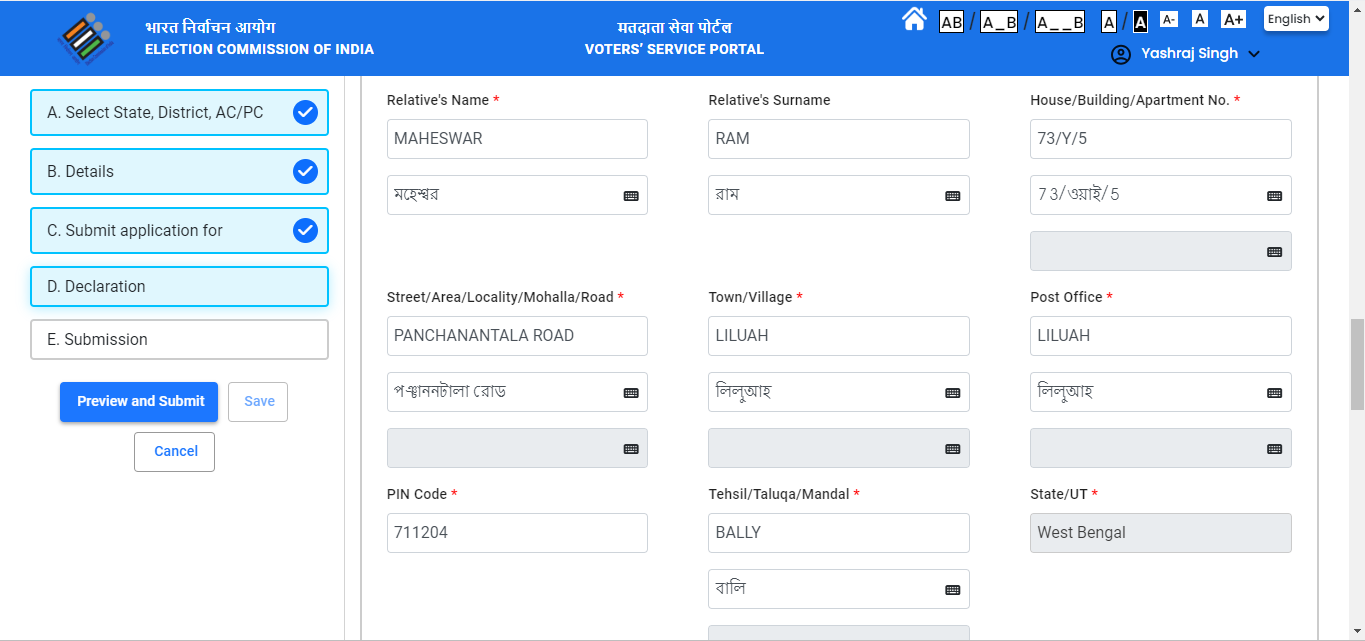 भारत निर्वाचन आयोग
ELECTION COMMISSION OF INDIA
मतदाता सेवा पोर्टल
VOTERS' SERVICE PORTAL
AB / A_B / A__B A / A A- A A+ English
Yashraj Singh
A. Select State, District, AC/PC
B. Details
C. Submit application for
D. Declaration
E. Submission
Preview and Submit Save
Cancel
Relative's Name * Relative's Surname House/Building/Apartment No. *
MAHESWAR RAM 73/Y/5
মহেশ্বর রাম 73/ওয়াই/5
Street/Area/Locality/Mohalla/Road * Town/Village * Post Office *
PANCHANANTALA ROAD LILUAH LILUAH
পঞ্চাননটালা রোড লিলুআহ লিলুআহ
PIN Code * Tehsil/Taluqa/Mandal * State/UT *
711204 BALLY West Bengal
বালি